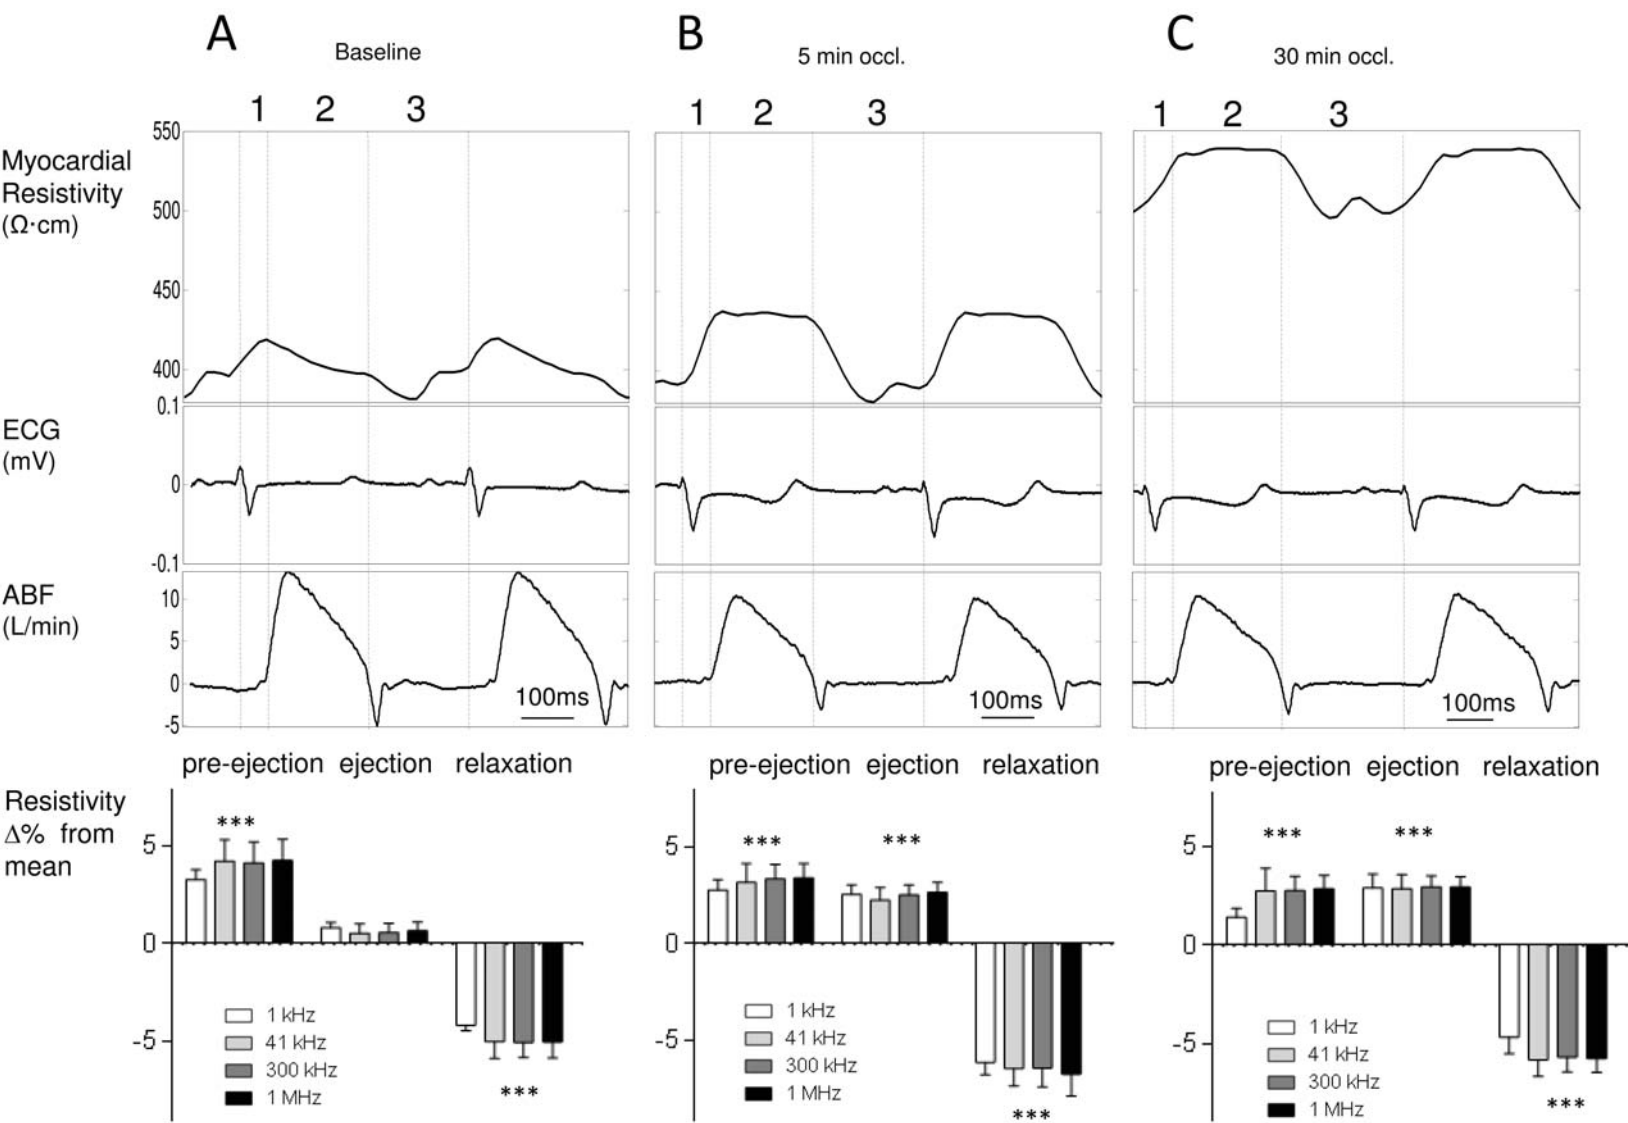 A
B
C
Baseline
5 min occl.
30 min occl.
1 2 3
1 2 3
1 2 3
Myocardial
Resistivity
(Ω·cm)
550
500
450
400
ECG
(mV)
0.1
0
-0.1
ABF
(L/min)
10
5
0
-5
100ms
100ms
100ms
pre-ejection ejection relaxation
pre-ejection ejection relaxation
pre-ejection ejection relaxation
Resistivity
Δ% from
mean
5
0
-5
***
***
1 kHz
41 kHz
300 kHz
1 MHz
5
0
-5
***
***
***
1 kHz
41 kHz
300 kHz
1 MHz
5
0
-5
***
***
***
1 kHz
41 kHz
300 kHz
1 MHz